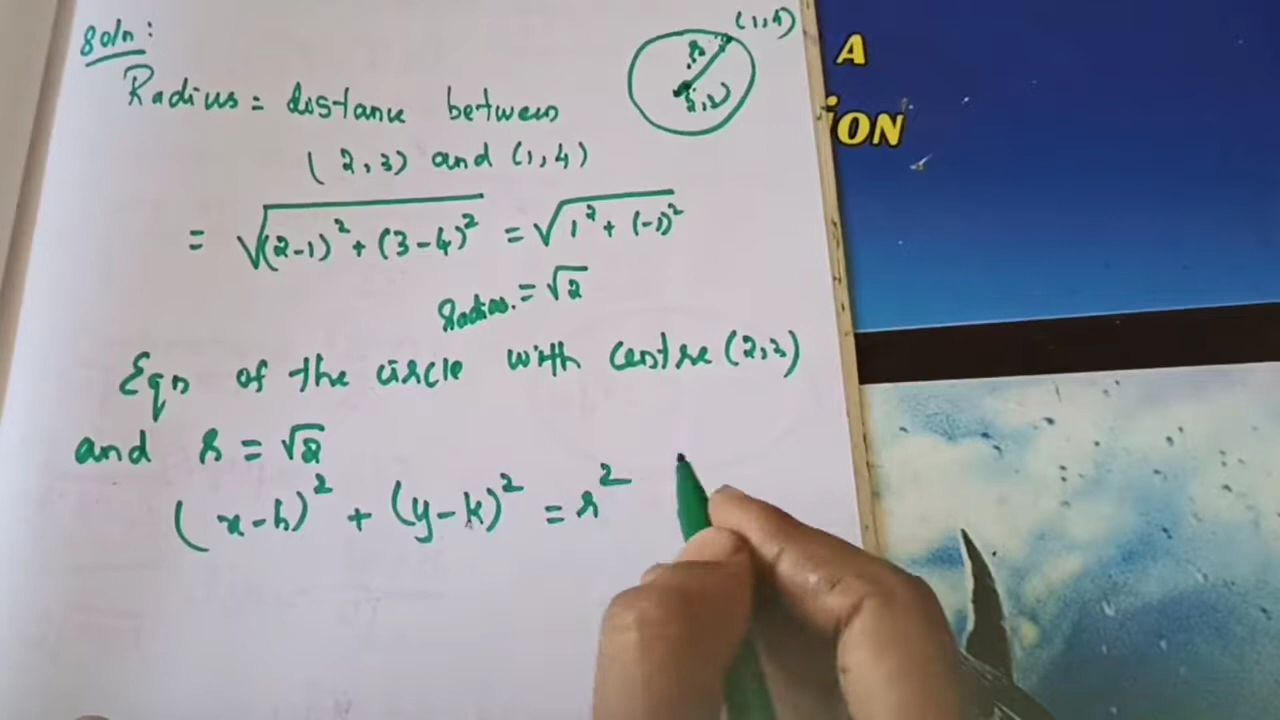 Soln:
(1,4)
r
Radius = distance between
(2,3) and (1,4)
= √(2-1)² + (3-4)² = √1² + (-1)²
Radius = √2
Eqn of the circle with centre (2,3)
and r = √2
(x-h)² + (y-k)² = r²
A
ION